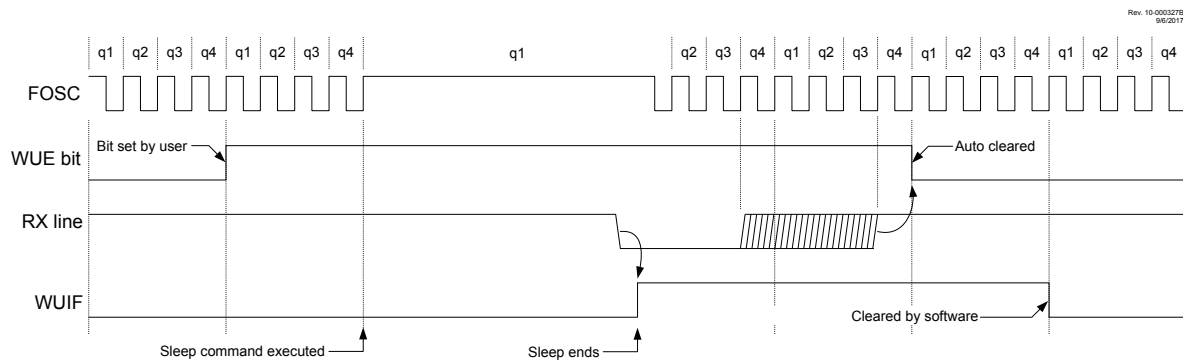 Rev. 10-000327B
9/6/2017
q1 q2 q3 q4 q1 q2 q3 q4 q1 q2 q3 q4 q1 q2 q3 q4 q1 q2 q3 q4 q1 q2 q3 q4
FOSC
Bit set by user
Auto cleared
WUE bit
RX line
WUIF
Cleared by software
Sleep command executed
Sleep ends